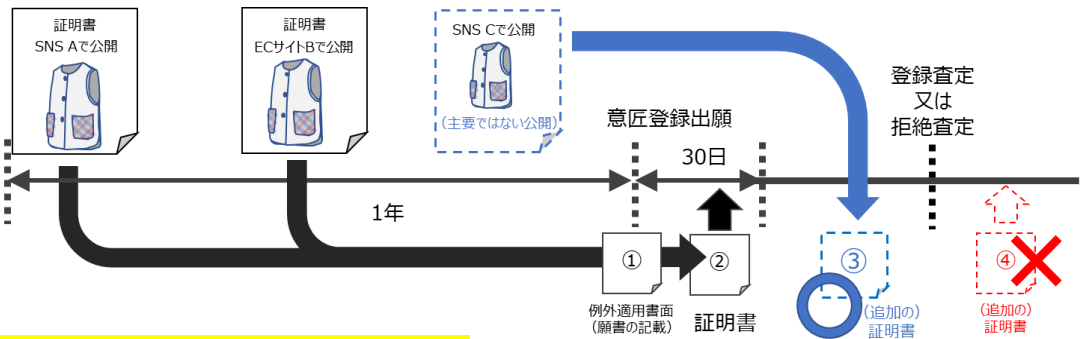 証明書
SNS Aで公開
証明書
ECサイトBで公開
SNS Cで公開
（主要ではない公開）
意匠登録出願
登録査定
又は
拒絶査定
30日
1年
①
②
③
④
例外適用書面
（願書の記載）
証明書
（追加の）
証明書
（追加の）
証明書